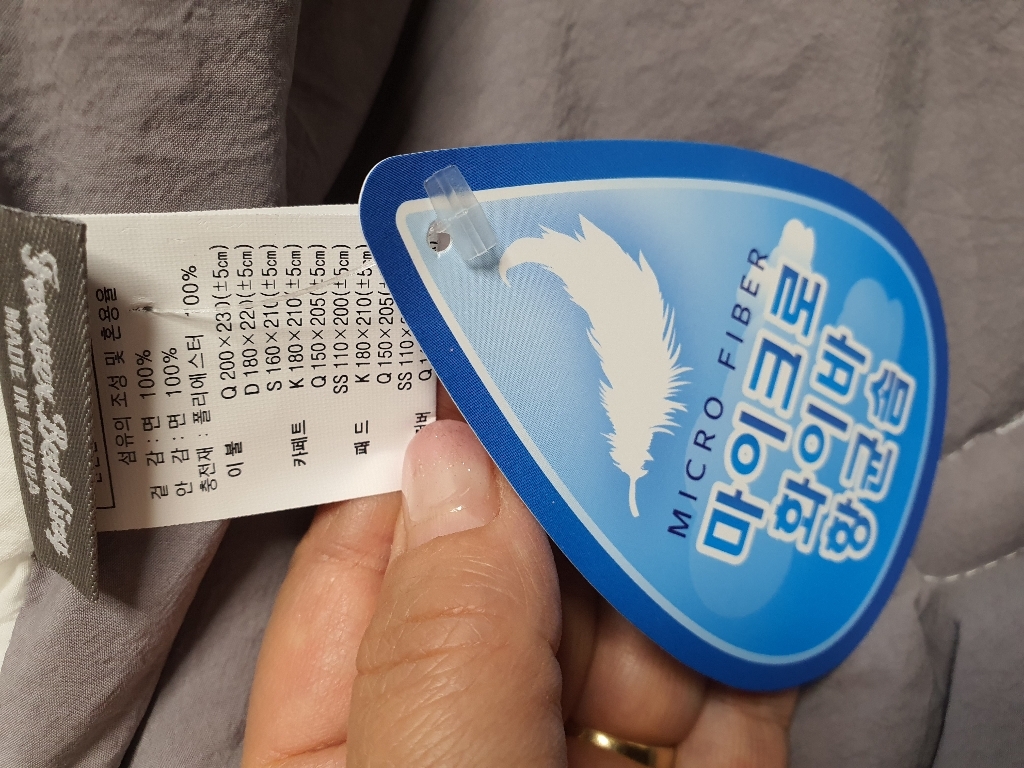 Forever Bedding
MADE IN KOREA
섬유의 조성 및 혼용율
겉 감 : 면 100%
안 감 : 면 100%
충전재 : 폴리에스터 100%
이 불 Q 200×230(±5cm)
D 180×220(±5cm)
S 160×210(±5cm)
카페트 K 180×210(±5cm)
Q 150×205(±5cm)
SS 110×200(±5cm)
패 드 K 180×210(±5cm)
Q 150×205(
SS 110×
MICRO FIBER
마이크로
화이바
항균솜